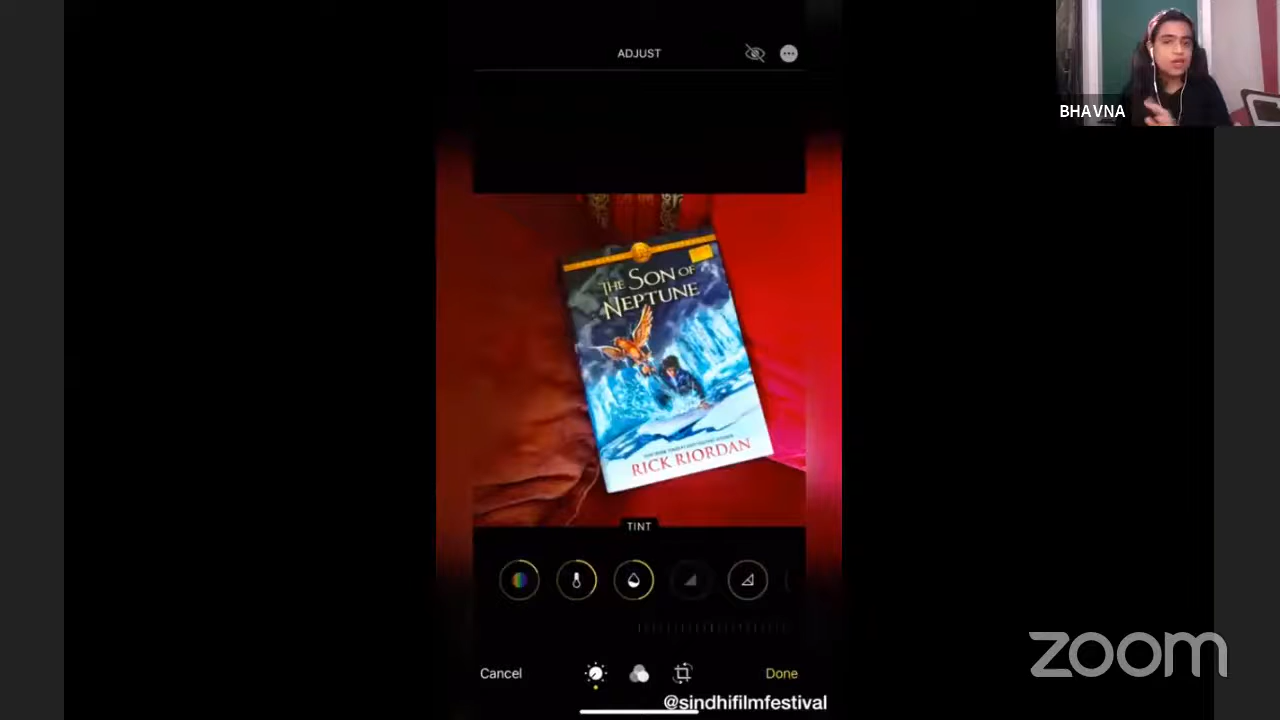 ADJUST
BHAVNA
THE SON OF
NEPTUNE
RICK RIORDAN
TINT
zoom
Cancel
Done
@sindhifilmfestival